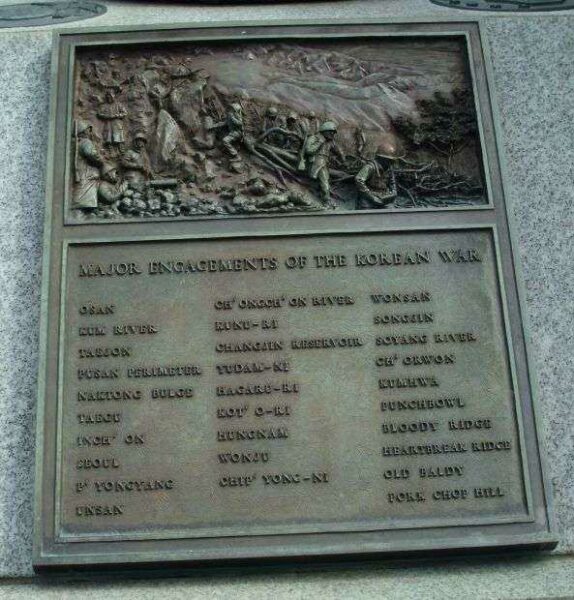 MAJOR ENGAGEMENTS OF THE KOREAN WAR
OSAN
KUM RIVER
TAEJON
PUSAN PERIMETER
NAKTONG BULGE
TAEGU
INCH' ON
SEOUL
P' YONGYANG
UNSAN
CH' ONGCH' ON RIVER
KUNU-RI
CHANGJIN RESERVOIR
YUDAM-NI
HAGARU-RI
KOT' O-RI
HUNGNAM
WONJU
CHIP' YONG-NI
WONSAN
SONGJIN
SOYANG RIVER
CH' ORWON
KUMHWA
PUNCHBOWL
BLOODY RIDGE
HEARTBREAK RIDGE
OLD BALDY
PORK CHOP HILL